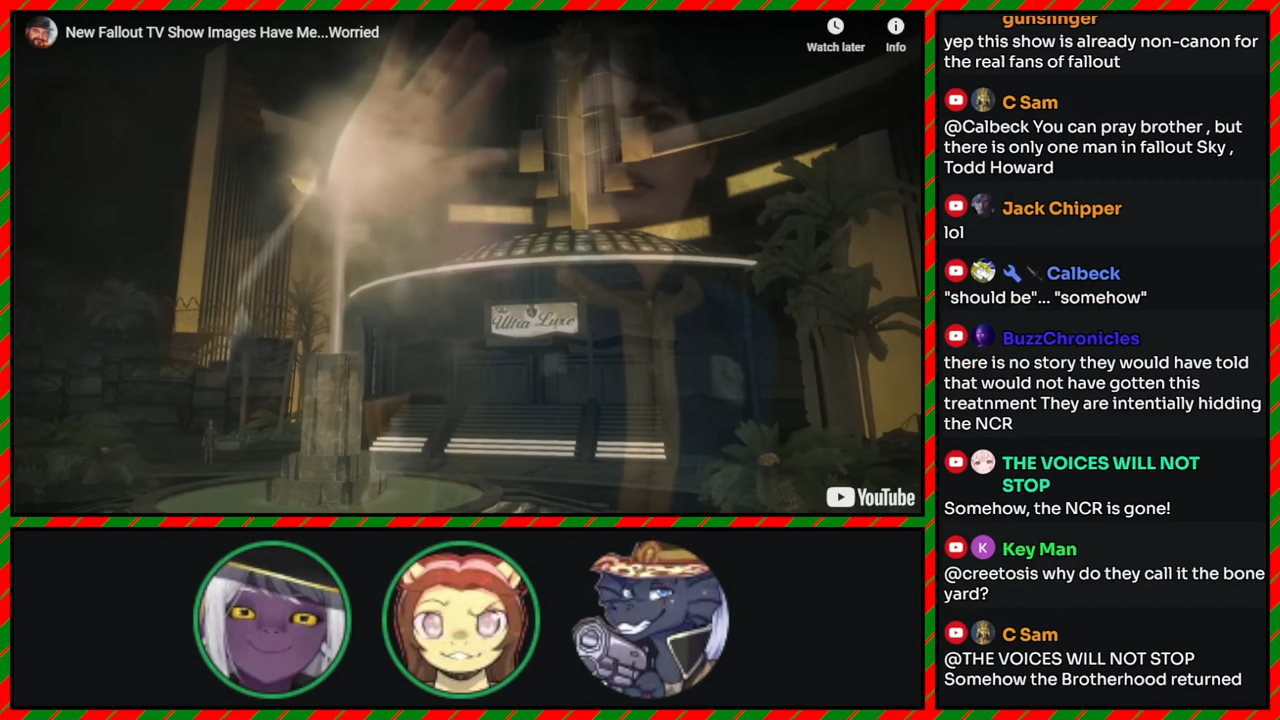 New Fallout TV Show Images Have Me...Worried
Watch later
Info
The
Ultra Luxe
YouTube
gunslinger
yep this show is already non-canon for
the real fans of fallout
C Sam
@Calbeck You can pray brother , but
there is only one man in fallout Sky ,
Todd Howard
Jack Chipper
lol
Calbeck
"should be"... "somehow"
BuzzChronicles
there is no story they would have told
that would not have gotten this
treatnment They are intentially hidding
the NCR
THE VOICES WILL NOT
STOP
Somehow, the NCR is gone!
K
Key Man
@creetosis why do they call it the bone
yard?
C Sam
@THE VOICES WILL NOT STOP
Somehow the Brotherhood returned